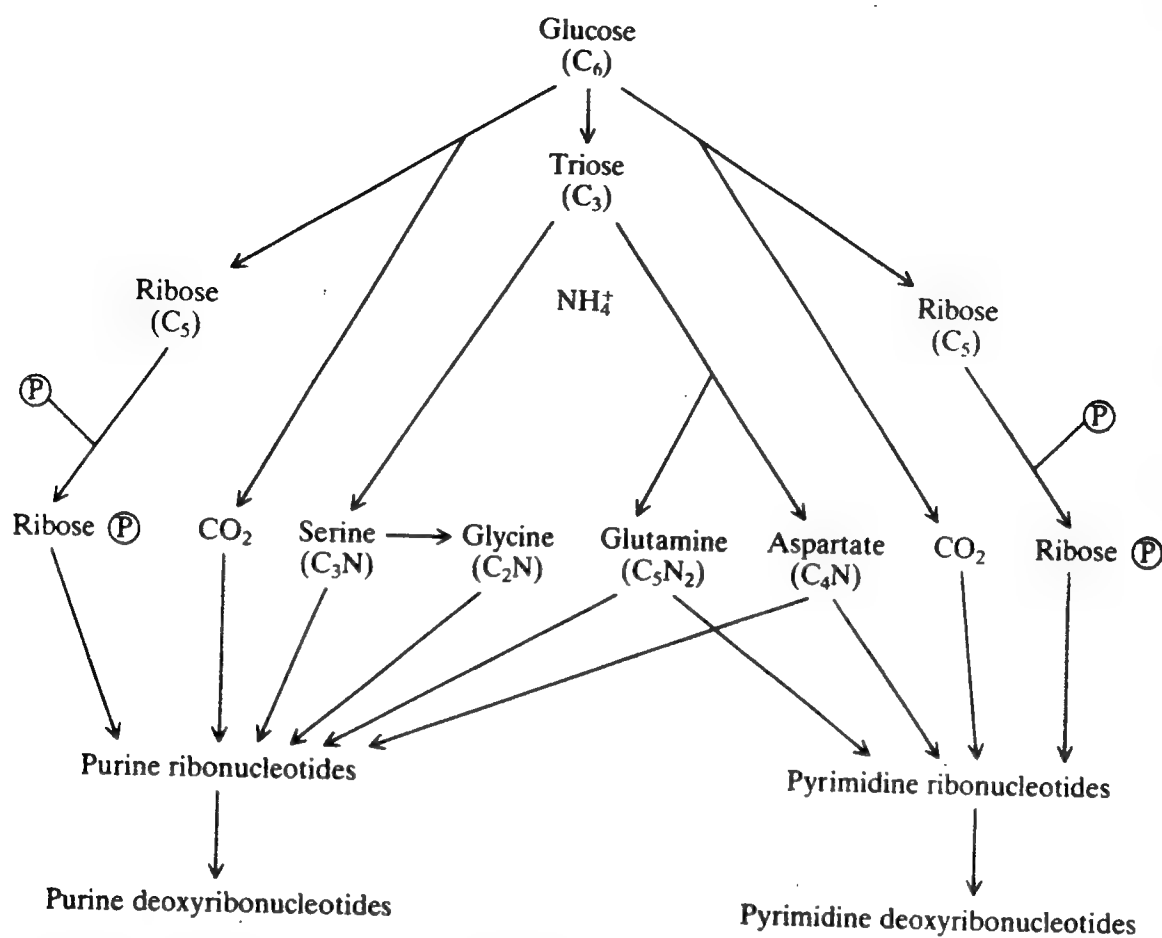 Glucose
(C₆)
Triose
(C₃)
NH₄⁺
Ribose
(C₅)
Ribose
(C₅)
Ⓟ
Ⓟ
Ribose Ⓟ
CO₂
Serine
(C₃N)
Glycine
(C₂N)
Glutamine
(C₅N₂)
Aspartate
(C₄N)
CO₂
Ribose Ⓟ
Purine ribonucleotides
Pyrimidine ribonucleotides
Purine deoxyribonucleotides
Pyrimidine deoxyribonucleotides